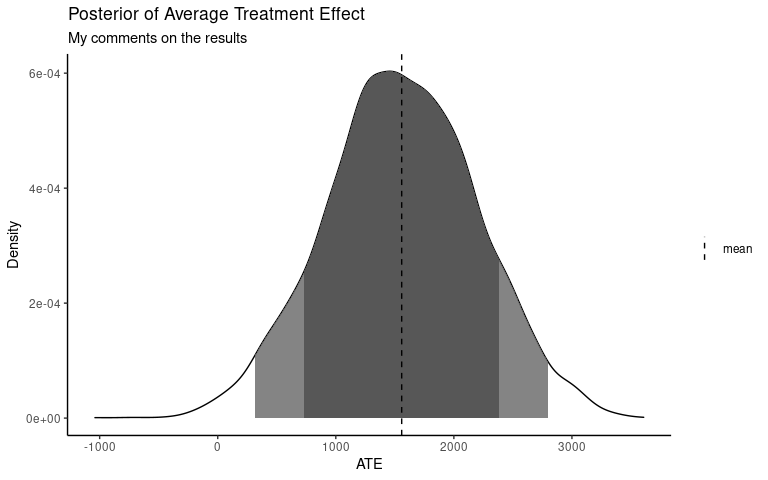 Posterior of Average Treatment Effect
My comments on the results
6e-04
4e-04
2e-04
0e+00
Density
-1000
0
1000
2000
3000
ATE
mean